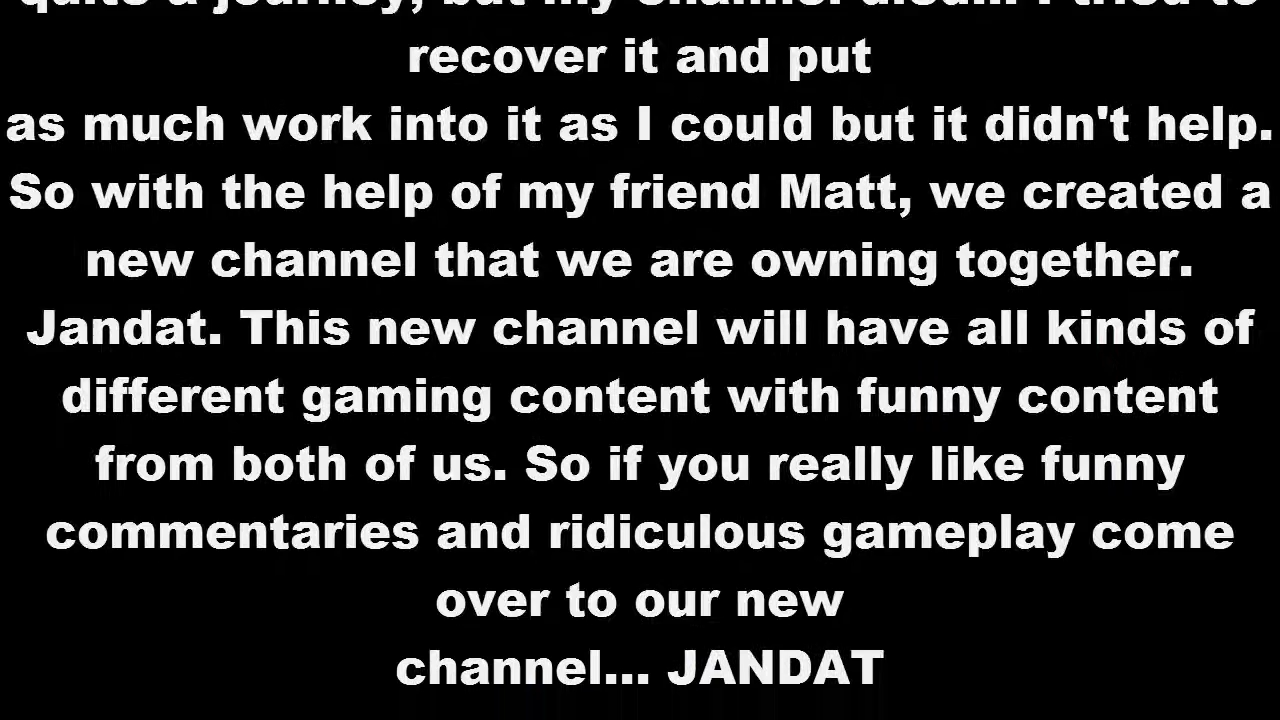 quite a journey, but my channel died... I tried to
recover it and put
as much work into it as I could but it didn't help.
So with the help of my friend Matt, we created a
new channel that we are owning together.
Jandat. This new channel will have all kinds of
different gaming content with funny content
from both of us. So if you really like funny
commentaries and ridiculous gameplay come
over to our new
channel... JANDAT